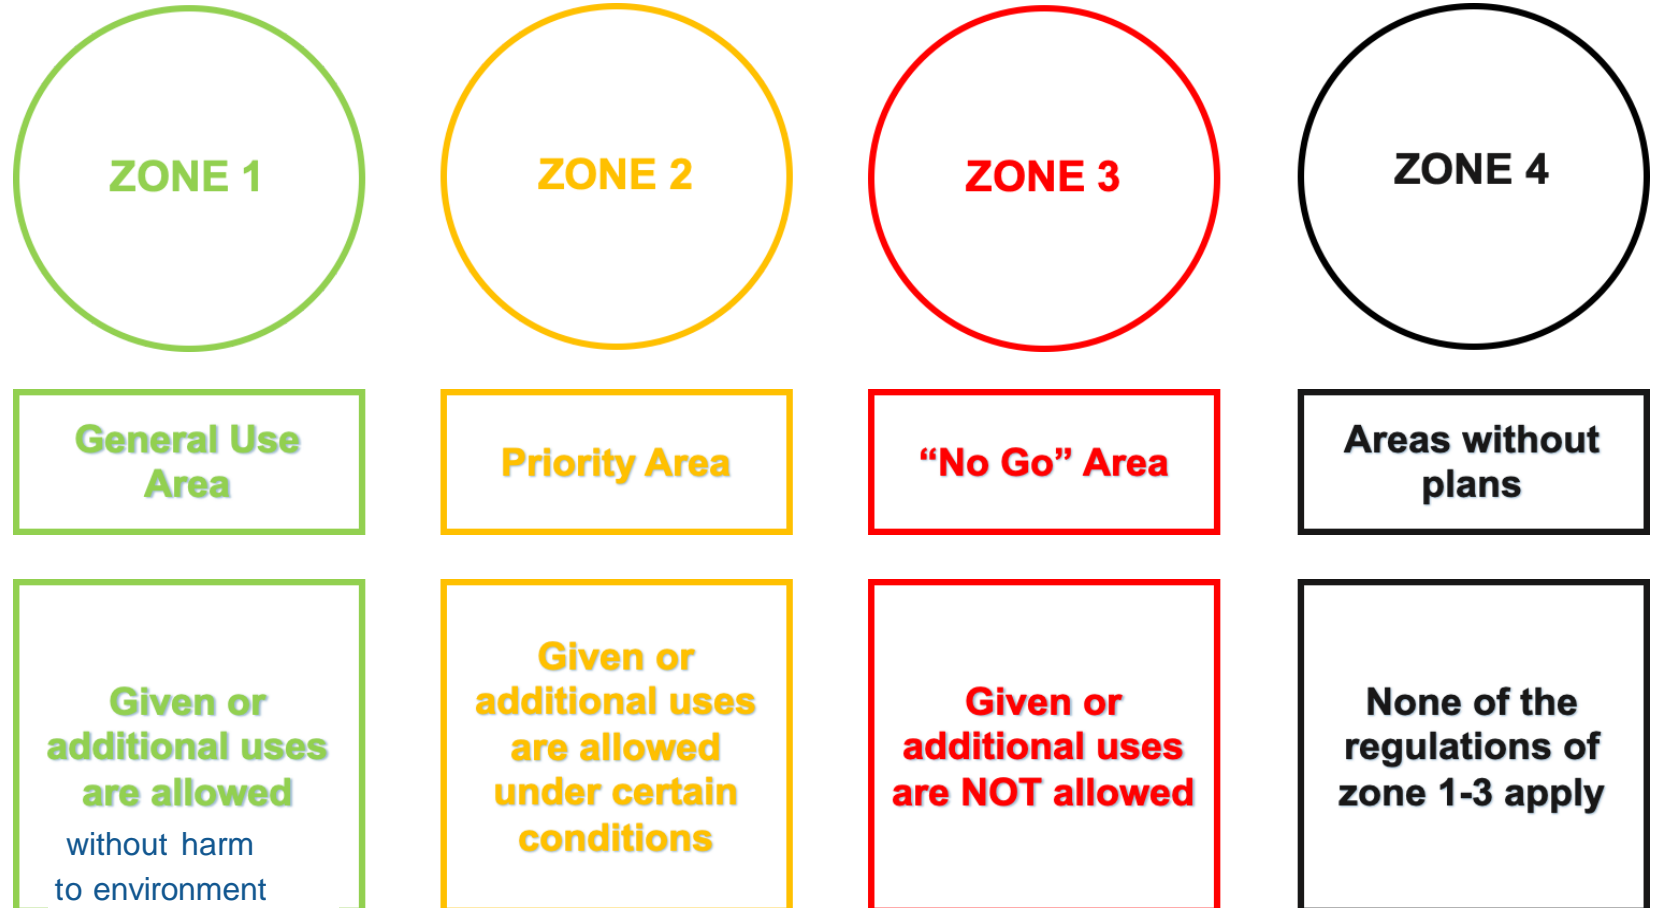 ZONE 1
ZONE 2
ZONE 3
ZONE 4
General Use
Area
Priority Area
“No Go” Area
Areas without
plans
Given or
additional uses
are allowed
without harm
to environment
Given or
additional uses
are allowed
under certain
conditions
Given or
additional uses
are NOT allowed
None of the
regulations of
zone 1-3 apply